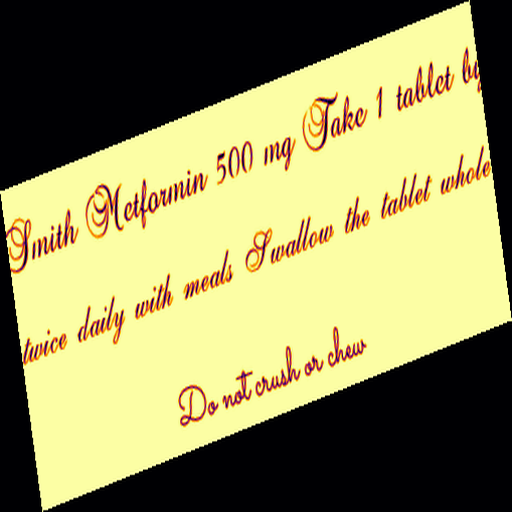 Smith Metformin 500 mg Take 1 tablet by
twice daily with meals Swallow the tablet whole
Do not crush or chew